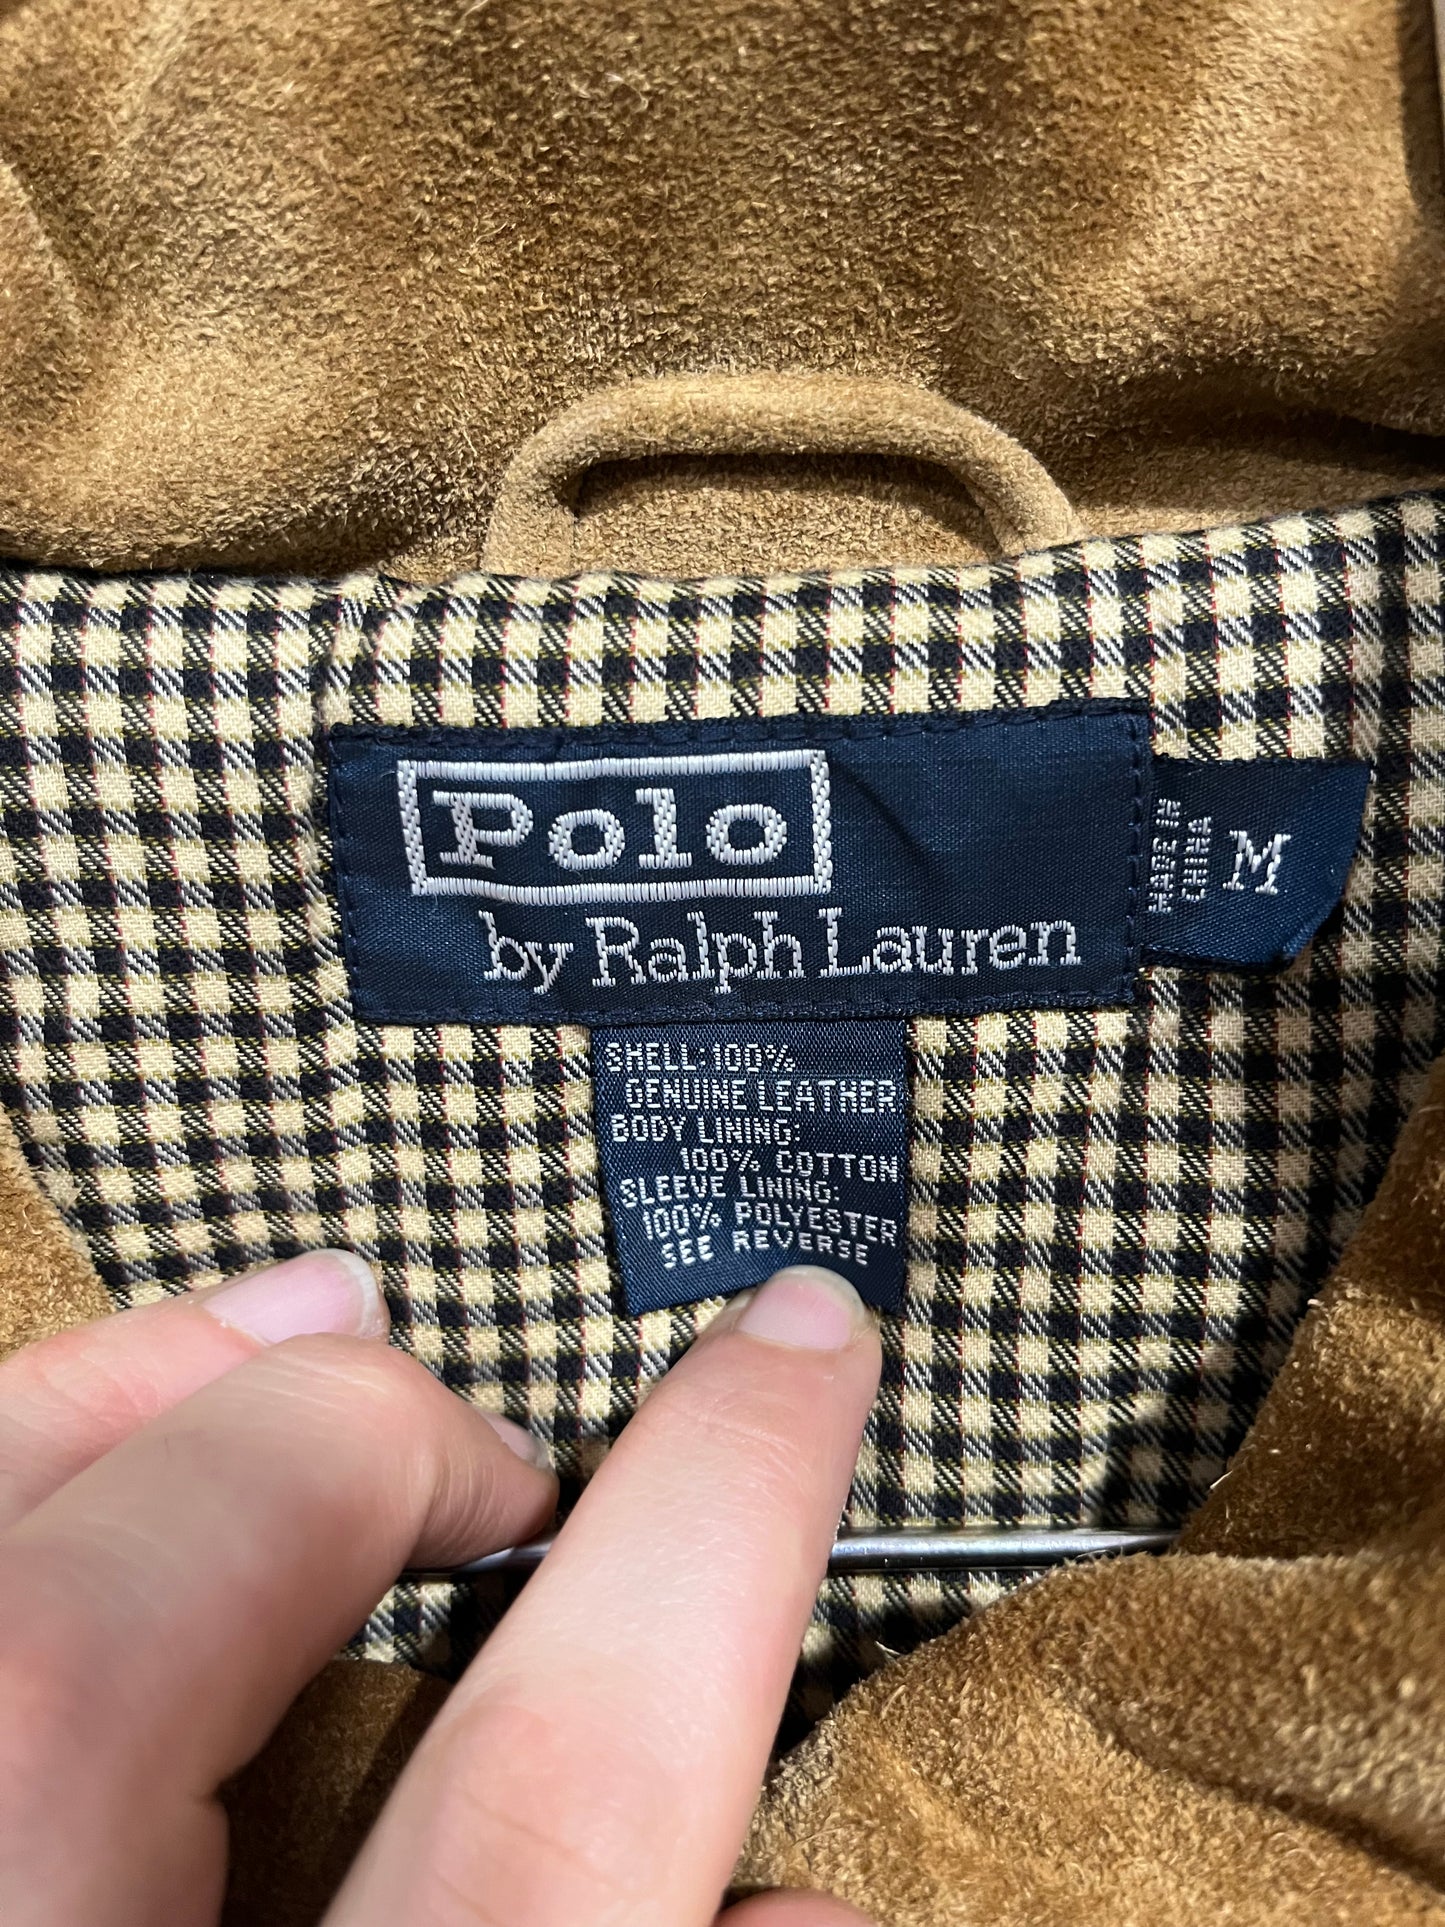 Polo
by Ralph Lauren
MADE IN
CHINA
M
SHELL: 100%
GENUINE LEATHER
BODY LINING:
100% COTTON
SLEEVE LINING:
100% POLYESTER
SEE REVERSE